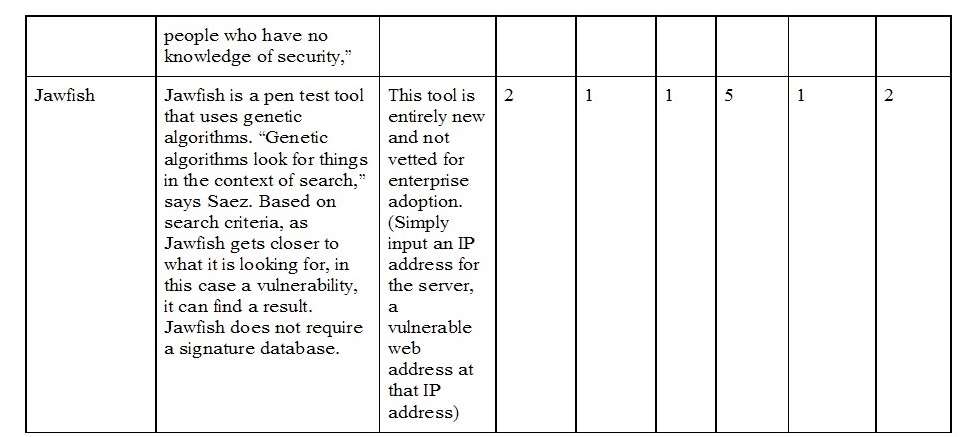 people who have no
knowledge of security,”
Jawfish
Jawfish is a pen test tool
that uses genetic
algorithms. “Genetic
algorithms look for things
in the context of search,”
says Saez. Based on
search criteria, as
Jawfish gets closer to
what it is looking for, in
this case a vulnerability,
it can find a result.
Jawfish does not require
a signature database.
This tool is
entirely new
and not
vetted for
enterprise
adoption.
(Simply
input an IP
address for
the server,
a
vulnerable
web
address at
that IP
address)
2
1
1
5
1
2